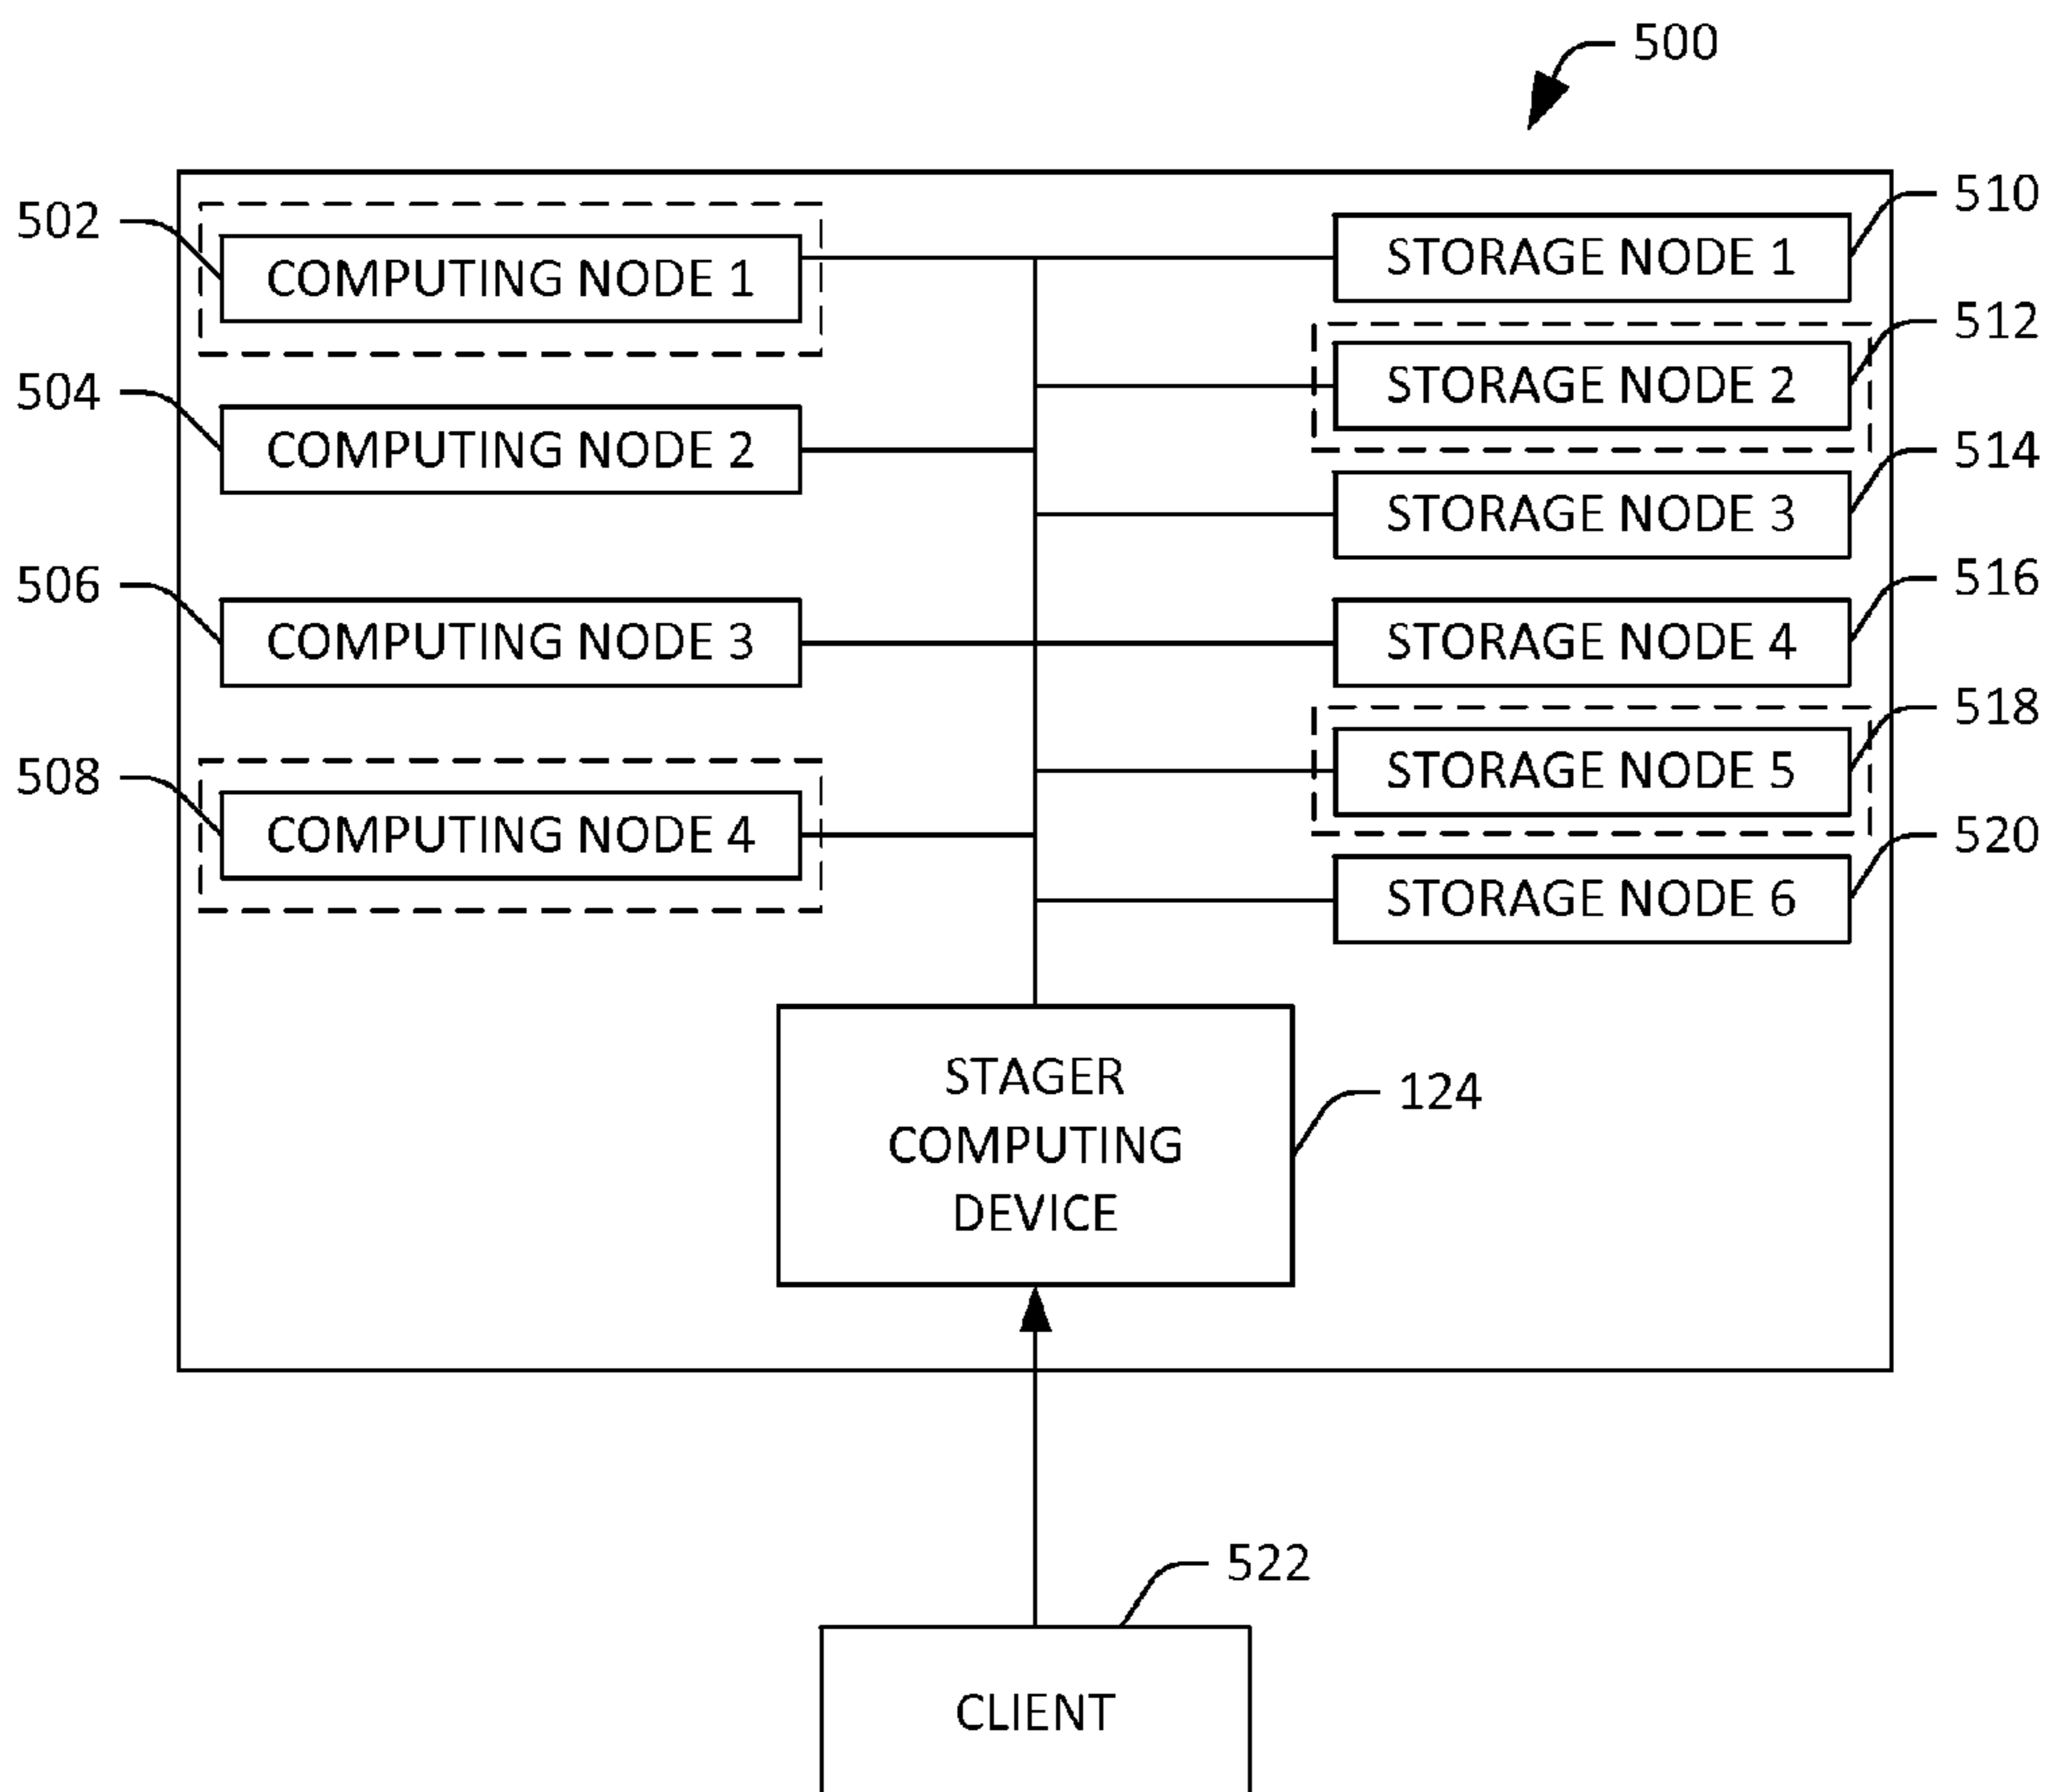 500
502
COMPUTING NODE 1
STORAGE NODE 1
510
STORAGE NODE 2
512
504
COMPUTING NODE 2
STORAGE NODE 3
514
506
COMPUTING NODE 3
STORAGE NODE 4
516
STORAGE NODE 5
518
508
COMPUTING NODE 4
STORAGE NODE 6
520
STAGER
COMPUTING
DEVICE
124
522
CLIENT